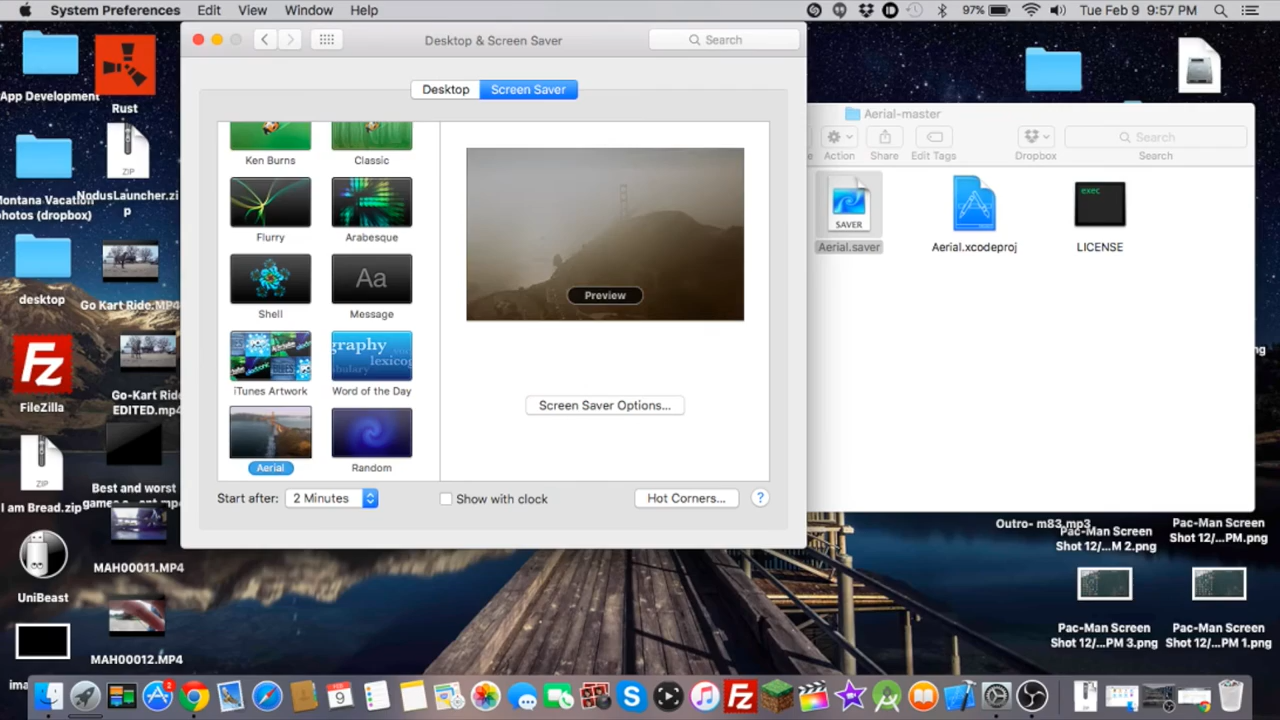 System Preferences Edit View Window Help
97% Tue Feb 9 9:57 PM
App Development
Rust
Montana Vacation
photos (dropbox)
NodusLauncher.zi
p
desktop
Go Kart Ride.MP4
FileZilla
Go-Kart Ride
EDITED.mp4
ZIP
I am Bread.zip
Best and worst
games o...ent.mp4
MAH00011.MP4
UniBeast
MAH00012.MP4
Desktop & Screen Saver
Search
Desktop
Screen Saver
Ken Burns
Classic
Flurry
Arabesque
Shell
Aa
Message
iTunes Artwork
Word of the Day
Aerial
Random
Preview
Screen Saver Options...
Start after: 2 Minutes
Show with clock
Hot Corners...
?
Aerial-master
Action
Share
Edit Tags
Dropbox
Search
Search
SAVER
Aerial.saver
Aerial.xcodeproj
exec
LICENSE
Outro- m83.mp3
Pac-Man Screen
Shot 12/...M 2.png
Pac-Man Screen
Shot 12/...PM.png
Pac-Man Screen
Shot 12/...PM 3.png
Pac-Man Screen
Shot 12/...PM 1.png